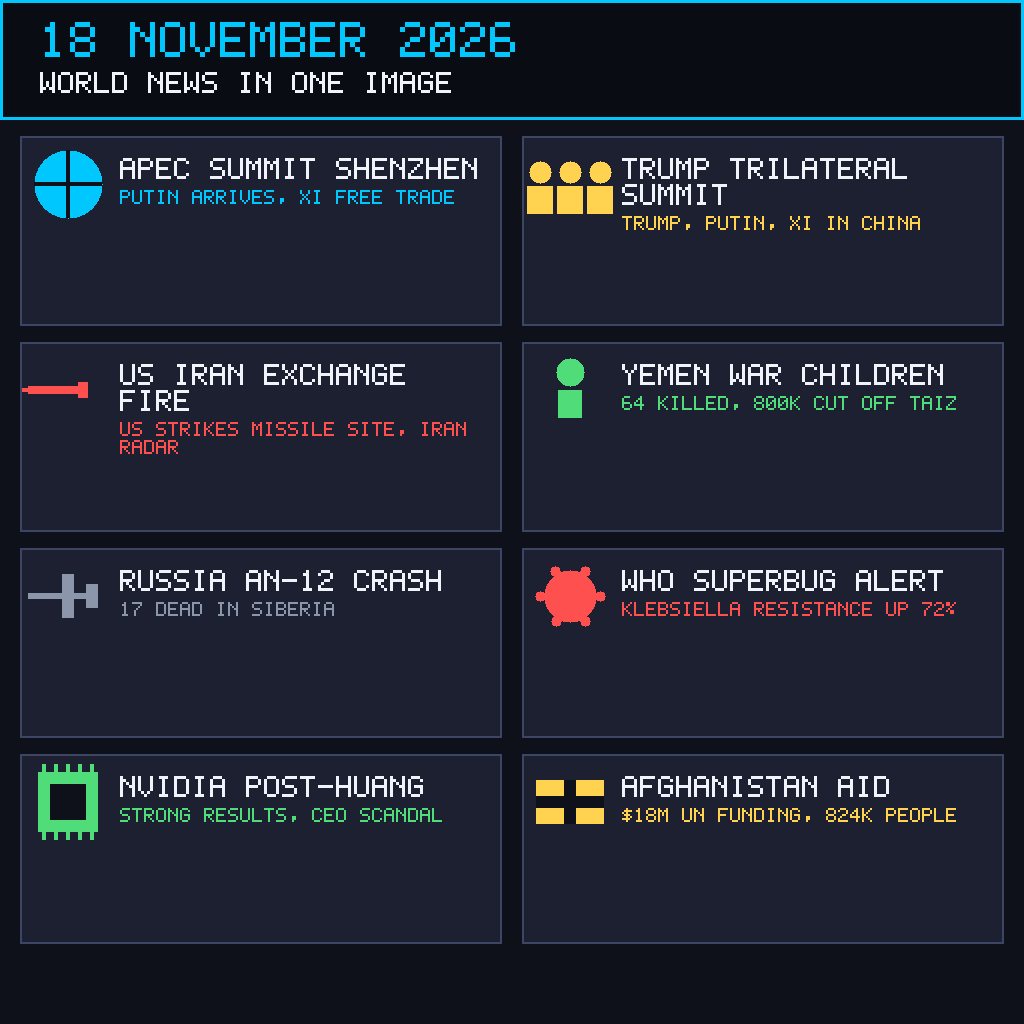 18 NOVEMBER 2026
WORLD NEWS IN ONE IMAGE
APEC SUMMIT SHENZHEN
PUTIN ARRIVES, XI FREE TRADE
TRUMP TRILATERAL
SUMMIT
TRUMP, PUTIN, XI IN CHINA
US IRAN EXCHANGE
FIRE
US STRIKES MISSILE SITE, IRAN
RADAR
YEMEN WAR CHILDREN
64 KILLED, 800K CUT OFF TAIZ
RUSSIA AN-12 CRASH
17 DEAD IN SIBERIA
WHO SUPERBUG ALERT
KLEBSIELLA RESISTANCE UP 72%
NVIDIA POST-HUANG
STRONG RESULTS, CEO SCANDAL
AFGHANISTAN AID
$18M UN FUNDING, 824K PEOPLE